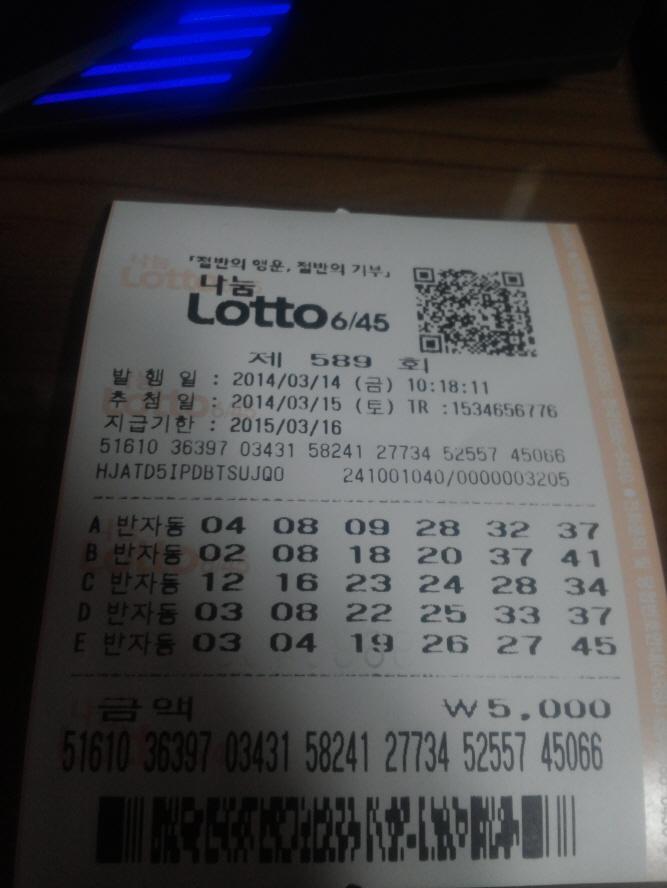 「절반의 행운, 절반의 기부」
나눔
Lotto 6/45
제 589 회
발 행 일 : 2014/03/14 (금) 10:18:11
추 첨 일 : 2014/03/15 (토) TR :1534656776
지급기한 : 2015/03/16
51610 36397 03431 58241 27734 52557 45066
HJATD5IPDBTSUJQO 241001040/0000003205
A 반자동 04 08 09 28 32 37
B 반자동 02 08 18 20 37 41
C 반자동 12 16 23 24 28 34
D 반자동 03 08 22 25 33 37
E 반자동 03 04 19 26 27 45
금액 ₩5,000
51610 36397 03431 58241 27734 52557 45066